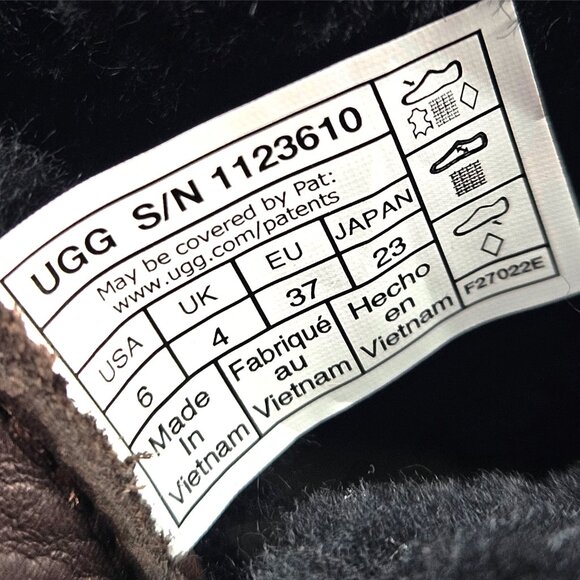 UGG S/N 1123610
May be covered by Pat:
www.ugg.com/patents
USA UK EU JAPAN
6 4 37 23
Made
In
Vietnam
Fabriqué
au
Vietnam
Hecho
en
Vietnam
F27022E